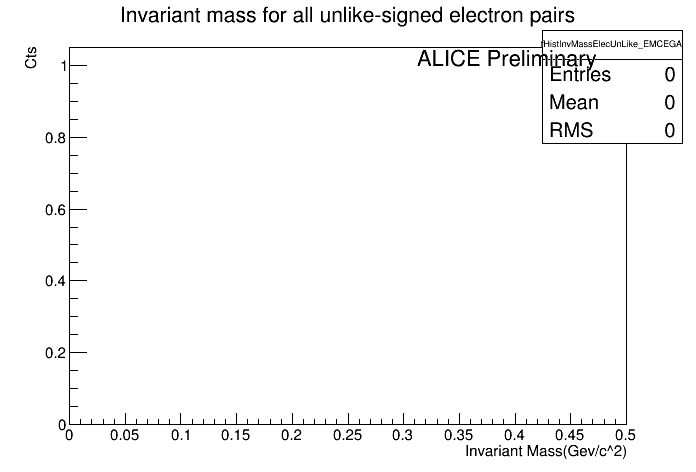 Invariant mass for all unlike-signed electron pairs
Cts
ALICE Preliminary
fHistInvMassElecUnLike_EMCEGA
Entries 0
Mean 0
RMS 0
1
0.8
0.6
0.4
0.2
0
0 0.05 0.1 0.15 0.2 0.25 0.3 0.35 0.4 0.45 0.5
Invariant Mass(Gev/c^2)